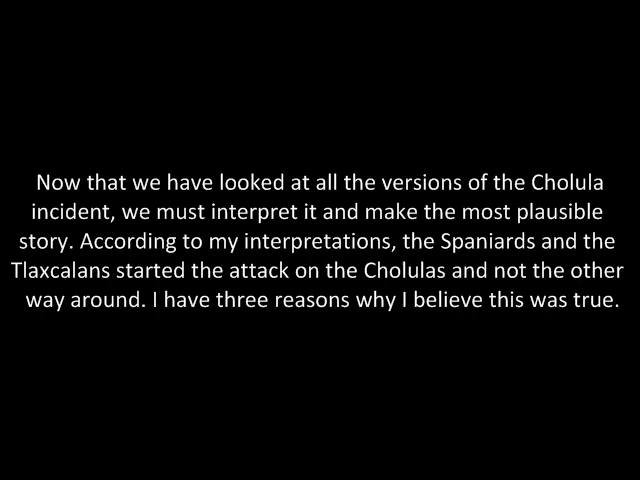 Now that we have looked at all the versions of the Cholula
incident, we must interpret it and make the most plausible
story. According to my interpretations, the Spaniards and the
Tlaxcalans started the attack on the Cholulas and not the other
way around. I have three reasons why I believe this was true.